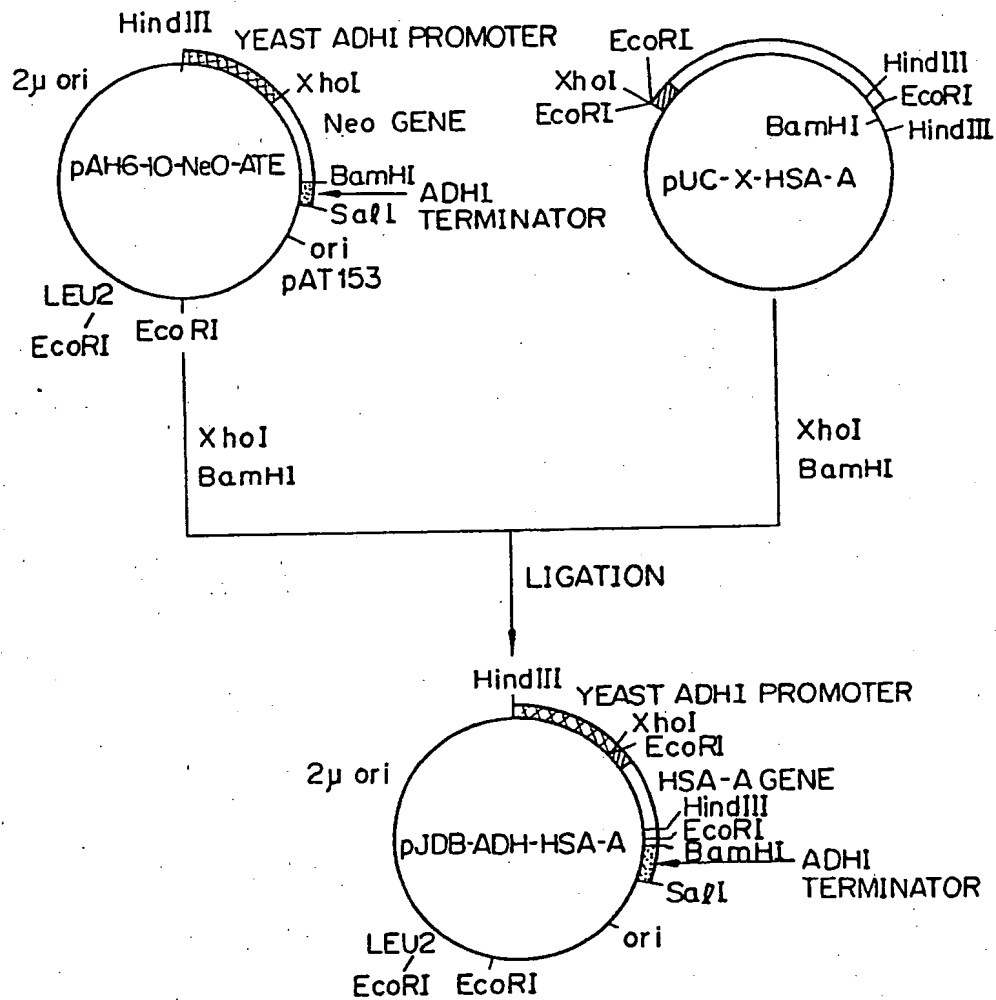 HindIII
YEAST ADHI PROMOTER
2μ ori
XhoI
Neo GENE
pAH6-10-NeO-ATE
BamHI
ADHI
TERMINATOR
SalI
ori
pAT153
LEU2
EcoRI
EcoRI
EcoRI
XhoI
EcoRI
HindIII
EcoRI
BamHI
HindIII
pUC-X-HSA-A
XhoI
BamHI
XhoI
BamHI
LIGATION
HindIII
YEAST ADHI PROMOTER
XhoI
EcoRI
2μ ori
HSA-A GENE
HindIII
EcoRI
BamHI
pJDB-ADH-HSA-A
ADHI
TERMINATOR
SalI
ori
LEU2
EcoRI
EcoRI